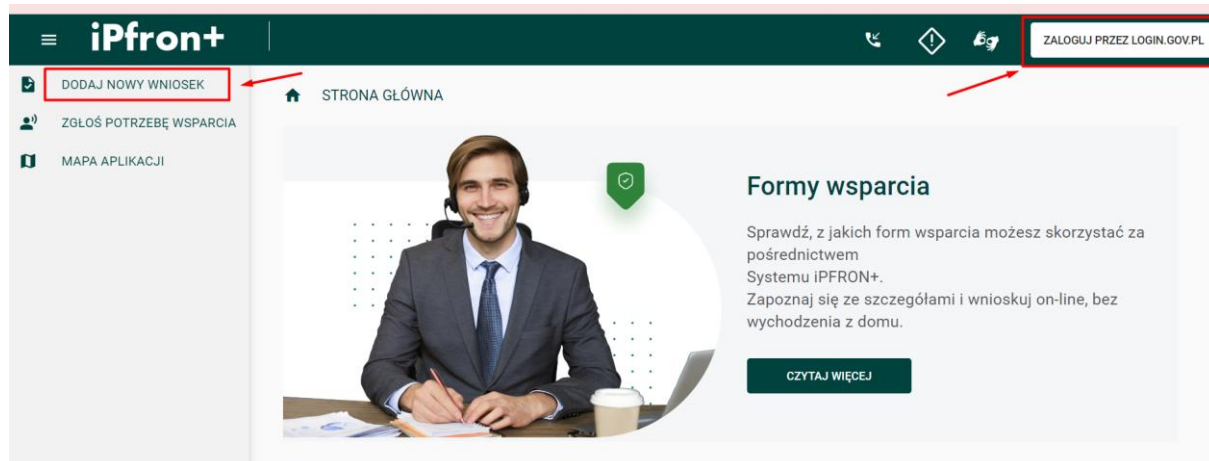 iPfron+
ZALOGUJ PRZEZ LOGIN.GOV.PL
DODAJ NOWY WNIOSEK
ZGŁOŚ POTRZEBĘ WSPARCIA
MAPA APLIKACJI
STRONA GŁÓWNA
Formy wsparcia
Sprawdź, z jakich form wsparcia możesz skorzystać za
pośrednictwem
Systemu iPFRON+.
Zapoznaj się ze szczegółami i wnioskuj on-line, bez
wychodzenia z domu.
CZYTAJ WIĘCEJ